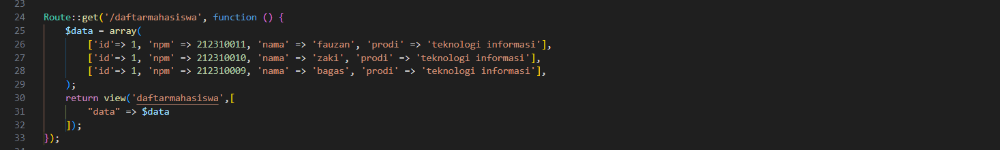 23
24 Route::get('/daftarmahasiswa', function () {
25 $data = array(
26 ['id'=> 1, 'npm' => 212310011, 'nama' => 'fauzan', 'prodi' => 'teknologi informasi'],
27 ['id'=> 1, 'npm' => 212310010, 'nama' => 'zaki', 'prodi' => 'teknologi informasi'],
28 ['id'=> 1, 'npm' => 212310009, 'nama' => 'bagas', 'prodi' => 'teknologi informasi'],
29 );
30 return view('daftarmahasiswa',[
31 "data" => $data
32 ]);
33 });
34